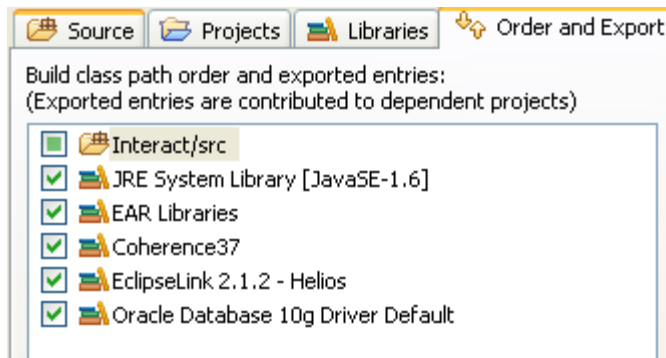 Source Projects Libraries Order and Export
Build class path order and exported entries:
(Exported entries are contributed to dependent projects)
Interact/src
JRE System Library [JavaSE-1.6]
EAR Libraries
Coherence37
EclipseLink 2.1.2 - Helios
Oracle Database 10g Driver Default